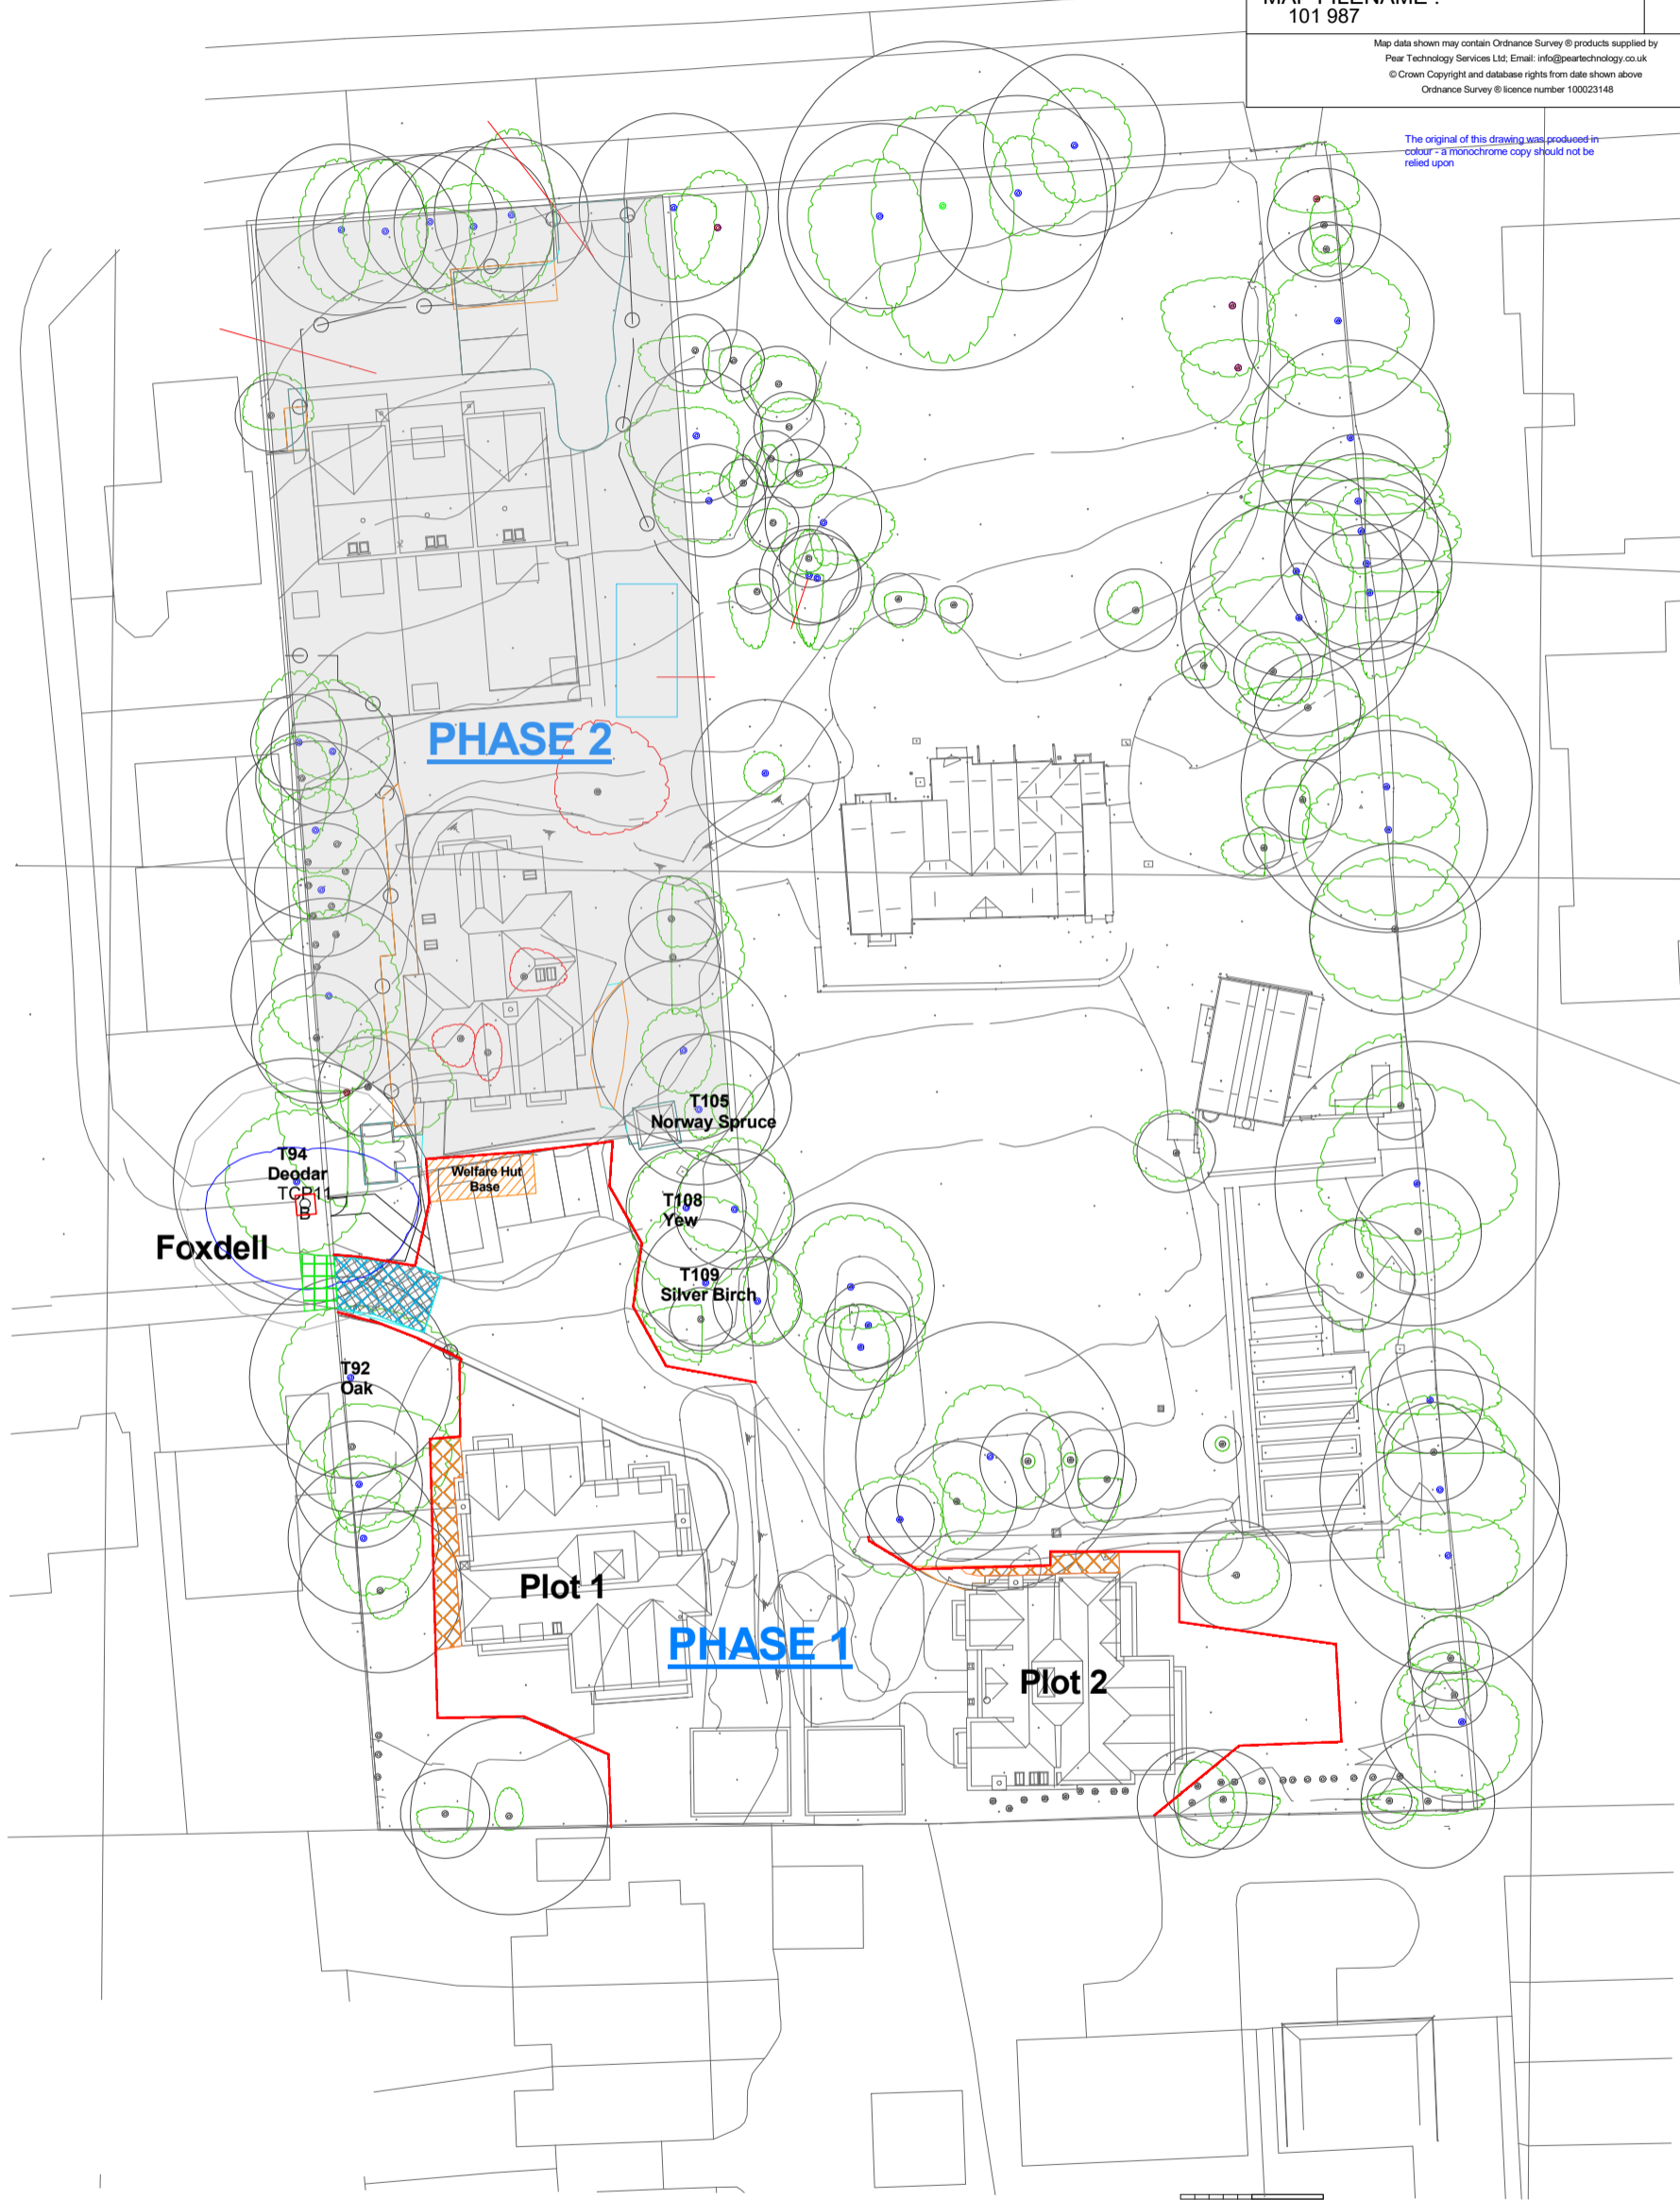 101 987
Map data shown may contain Ordnance Survey ® products supplied by
Pear Technology Services Ltd; Email: info@peartechnology.co.uk
© Crown Copyright and database rights from date shown above
Ordnance Survey ® licence number 100023148
The original of this drawing was produced in
colour - a monochrome copy should not be
relied upon
PHASE 2
T105
Norway Spruce
T94
Deodar
TCP11
B
Welfare Hut
Base
T108
Yew
Foxdell
T109
Silver Birch
T92
Oak
Plot 1
PHASE 1
Plot 2